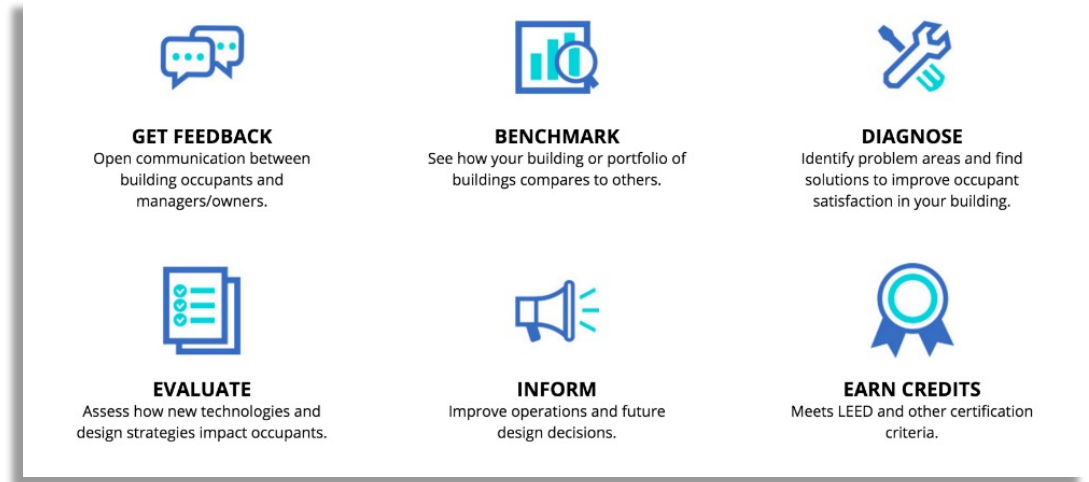 GET FEEDBACK
Open communication between
building occupants and
managers/owners.
BENCHMARK
See how your building or portfolio of
buildings compares to others.
DIAGNOSE
Identify problem areas and find
solutions to improve occupant
satisfaction in your building.
EVALUATE
Assess how new technologies and
design strategies impact occupants.
INFORM
Improve operations and future
design decisions.
EARN CREDITS
Meets LEED and other certification
criteria.